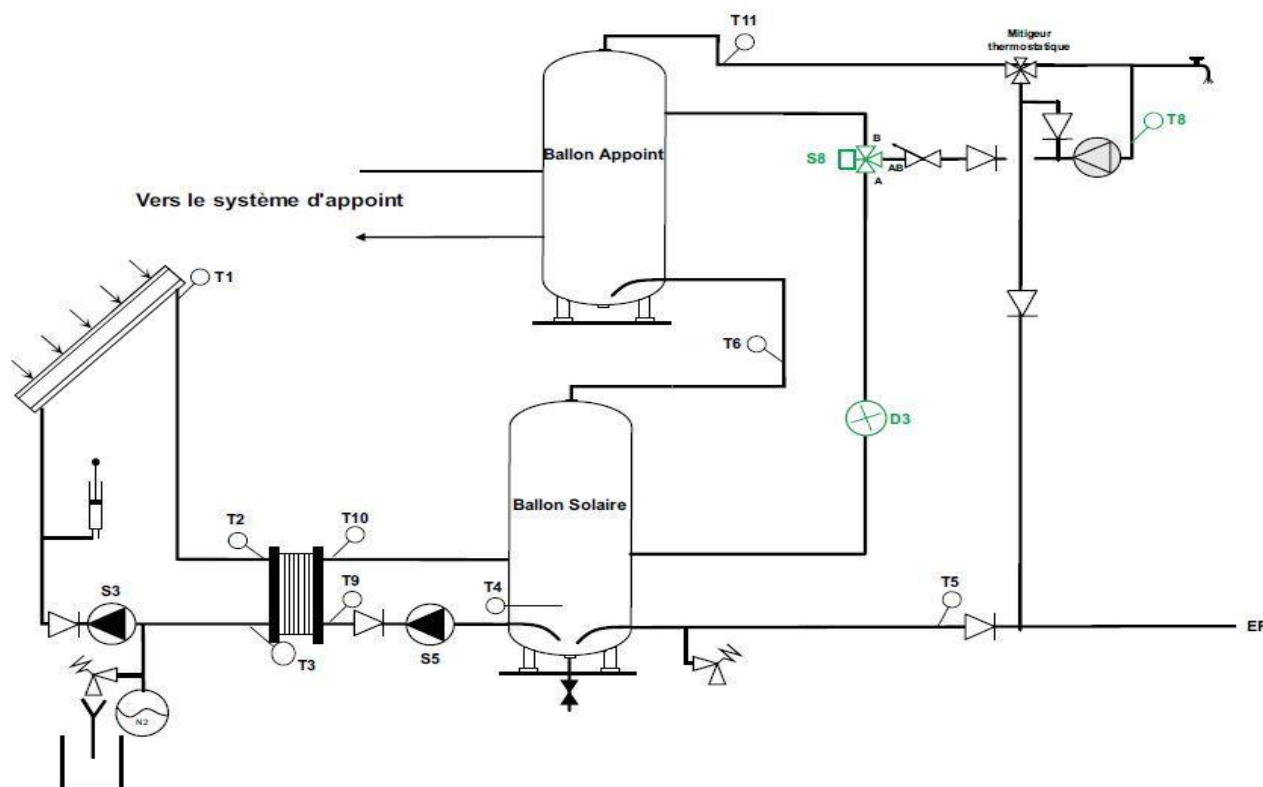 T11
Mitigeur
thermostatique
B
T8
Ballon Appoint
S8
AB
A
Vers le système d'appoint
T1
T6
D3
Ballon Solaire
T2
T10
S3
T9
T4
T5
EF
T3
S5
N2